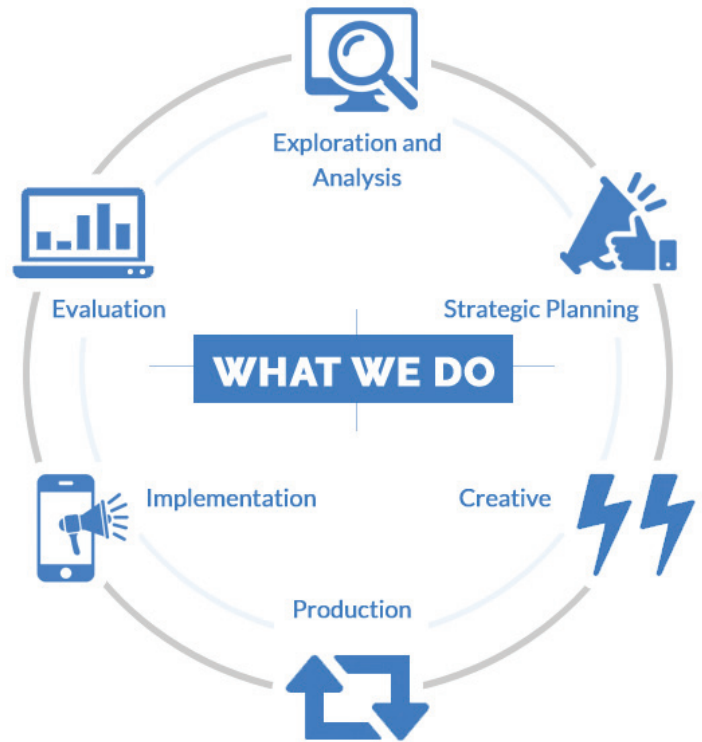 Exploration and
Analysis
Evaluation
Strategic Planning
WHAT WE DO
Implementation
Creative
Production